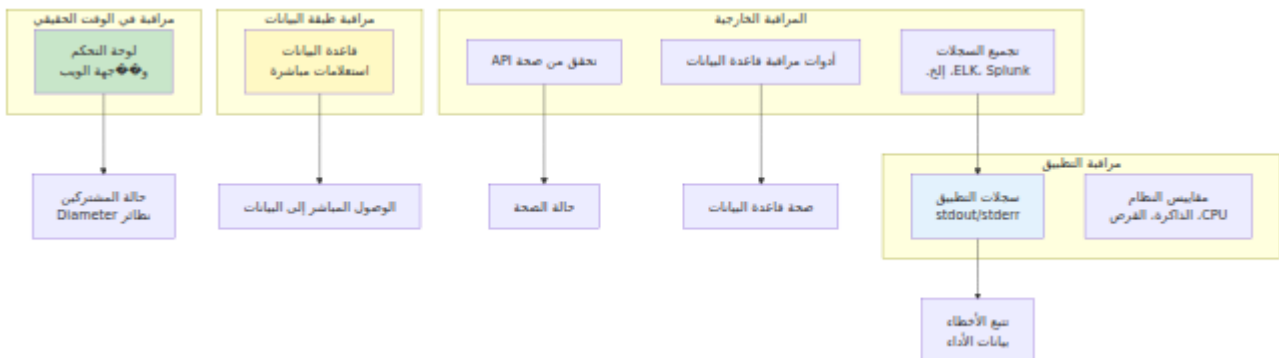 مراقبة في الوقت الحقيقي
لوحة التحكم
و��جهة الويب
حالة المشتركين
نظائر Diameter
مراقبة طبقة البيانات
قاعدة البيانات
استعلامات مباشرة
الوصول المباشر إلى البيانات
المراقبة الخارجية
تحقق من صحة API
أدوات مراقبة قاعدة البيانات
تجميع السجلات
ELK، Splunk، إلخ.
حالة الصحة
صحة قاعدة البيانات
مراقبة التطبيق
سجلات التطبيق
stdout/stderr
مقاييس النظام
CPU، الذاكرة، القرص
تتبع الأخطاء
بيانات الأداء